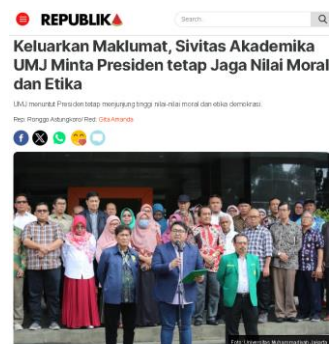 REPUBLIKA
Search
Keluarkan Maklumat, Sivitas Akademika
UMJ Minta Presiden tetap Jaga Nilai Moral
dan Etika
UMJ menuntut Presiden tetap menjunjung tinggi nilai-nilai moral dan etika demokrasi
Rep: Ronggo Astungkoro/ Red: Gita Amanda
Foto: Universitas Muhammadiyah Jakarta